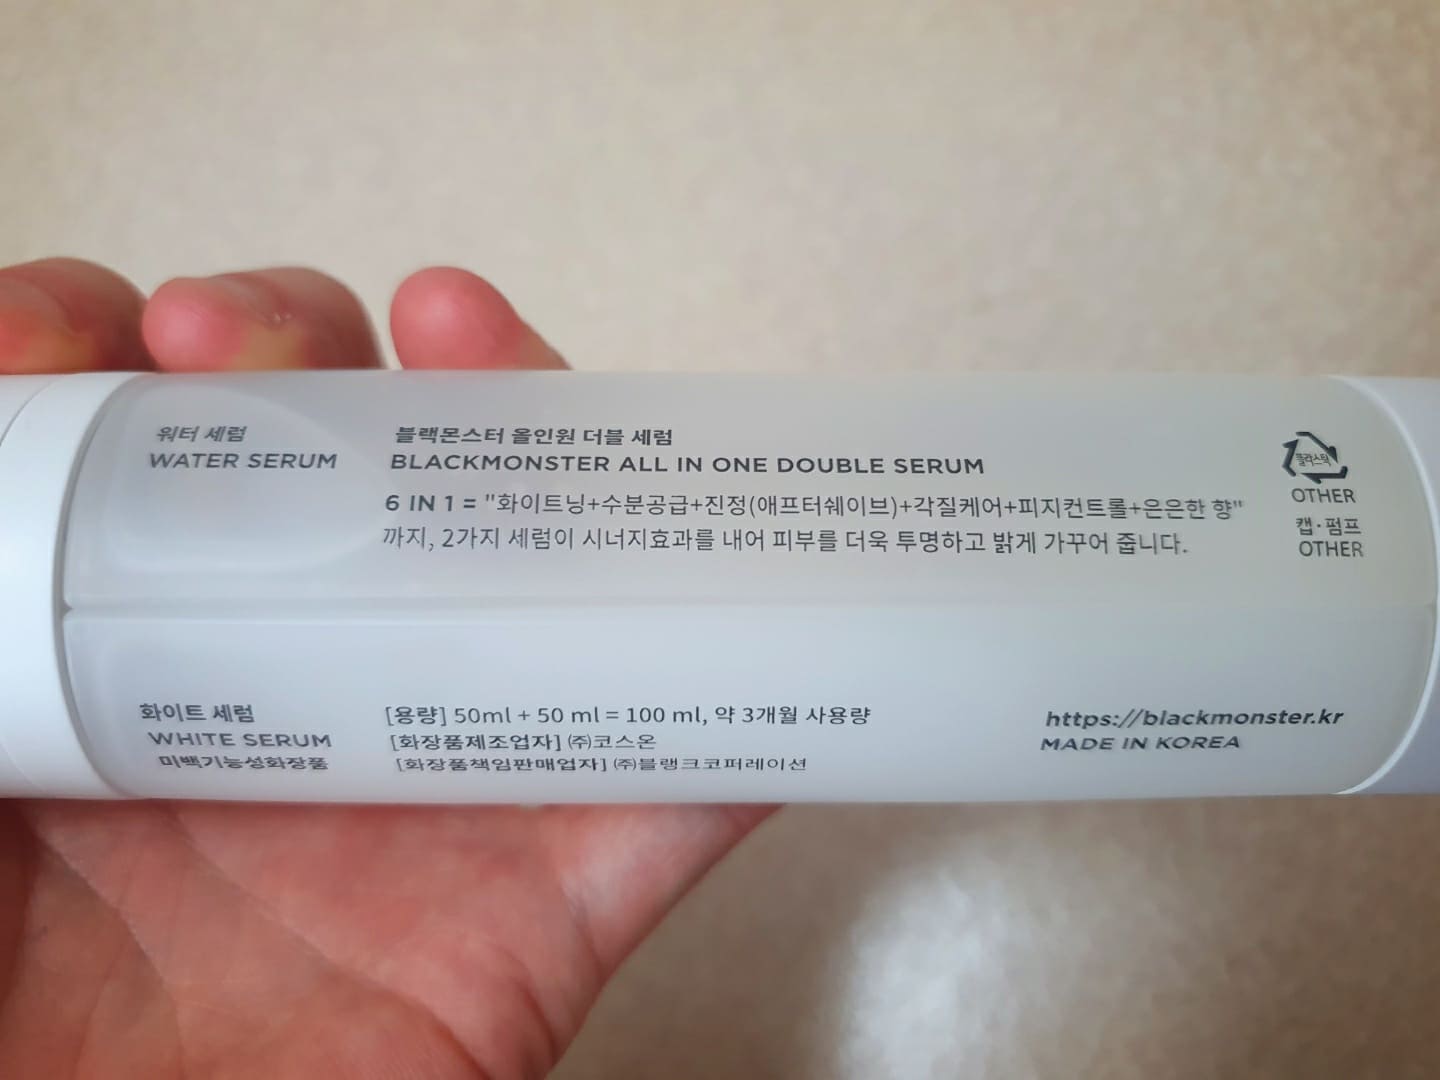 워터 세럼
WATER SERUM
블랙몬스터 올인원 더블 세럼
BLACKMONSTER ALL IN ONE DOUBLE SERUM
6 IN 1 = "화이트닝+수분공급+진정(애프터쉐이브)+각질케어+피지컨트롤+은은한 향"
까지, 2가지 세럼이 시너지효과를 내어 피부를 더욱 투명하고 밝게 가꾸어 줍니다.
플라스틱
OTHER
캡·펌프
OTHER
화이트 세럼
WHITE SERUM
미백기능성화장품
[용량] 50ml + 50 ml = 100 ml, 약 3개월 사용량
[화장품제조업자] ㈜코스온
[화장품책임판매업자] ㈜블랭크코퍼레이션
https://blackmonster.kr
MADE IN KOREA